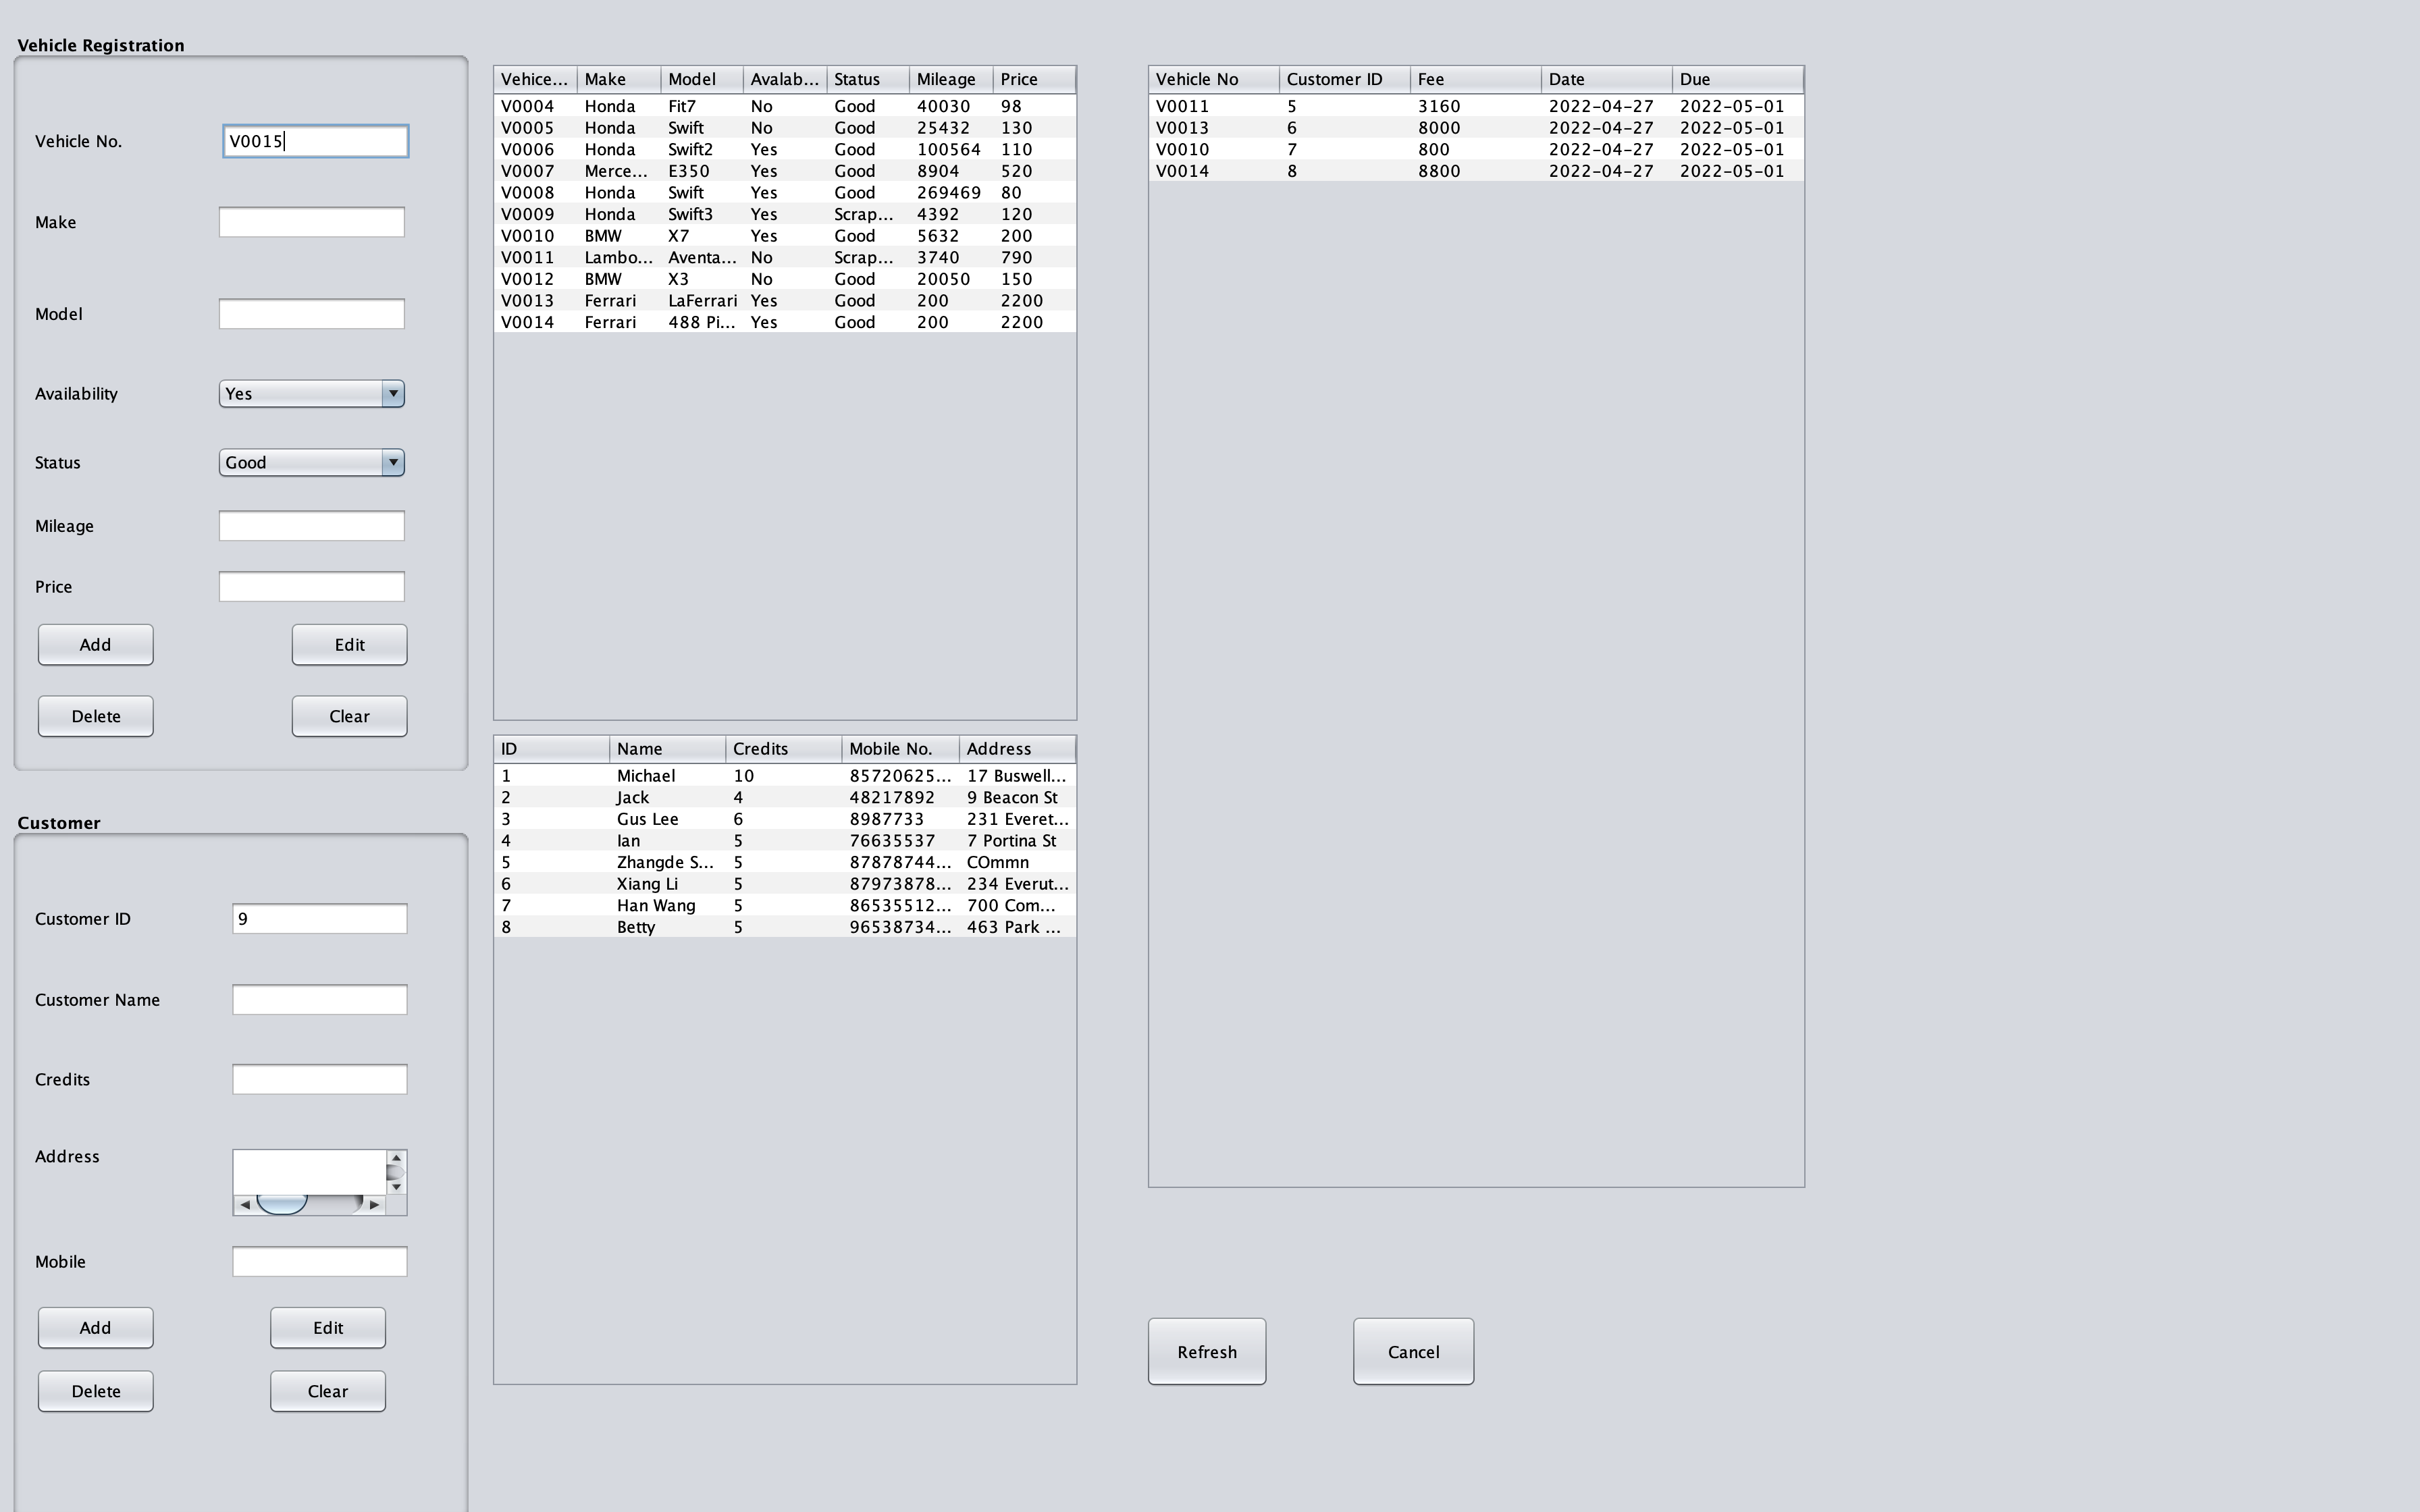 Vehicle Registration
Vehicle No. V0015
Make
Model
Availability Yes
Status Good
Mileage
Price
Add Edit
Delete Clear
Customer
Customer ID 9
Customer Name
Credits
Address
Mobile
Add Edit
Delete Clear
Vehice... Make Model Avalab... Status Mileage Price
V0004 Honda Fit7 No Good 40030 98
V0005 Honda Swift No Good 25432 130
V0006 Honda Swift2 Yes Good 100564 110
V0007 Merce... E350 Yes Good 8904 520
V0008 Honda Swift Yes Good 269469 80
V0009 Honda Swift3 Yes Scrap... 4392 120
V0010 BMW X7 Yes Good 5632 200
V0011 Lambo... Aventa... No Scrap... 3740 790
V0012 BMW X3 No Good 20050 150
V0013 Ferrari LaFerrari Yes Good 200 2200
V0014 Ferrari 488 Pi... Yes Good 200 2200
ID Name Credits Mobile No. Address
1 Michael 10 85720625... 17 Buswell...
2 Jack 4 48217892 9 Beacon St
3 Gus Lee 6 8987733 231 Everet...
4 Ian 5 76635537 7 Portina St
5 Zhangde S... 5 87878744... COmmn
6 Xiang Li 5 87973878... 234 Everut...
7 Han Wang 5 86535512... 700 Com...
8 Betty 5 96538734... 463 Park ...
Vehicle No Customer ID Fee Date Due
V0011 5 3160 2022-04-27 2022-05-01
V0013 6 8000 2022-04-27 2022-05-01
V0010 7 800 2022-04-27 2022-05-01
V0014 8 8800 2022-04-27 2022-05-01
Refresh Cancel